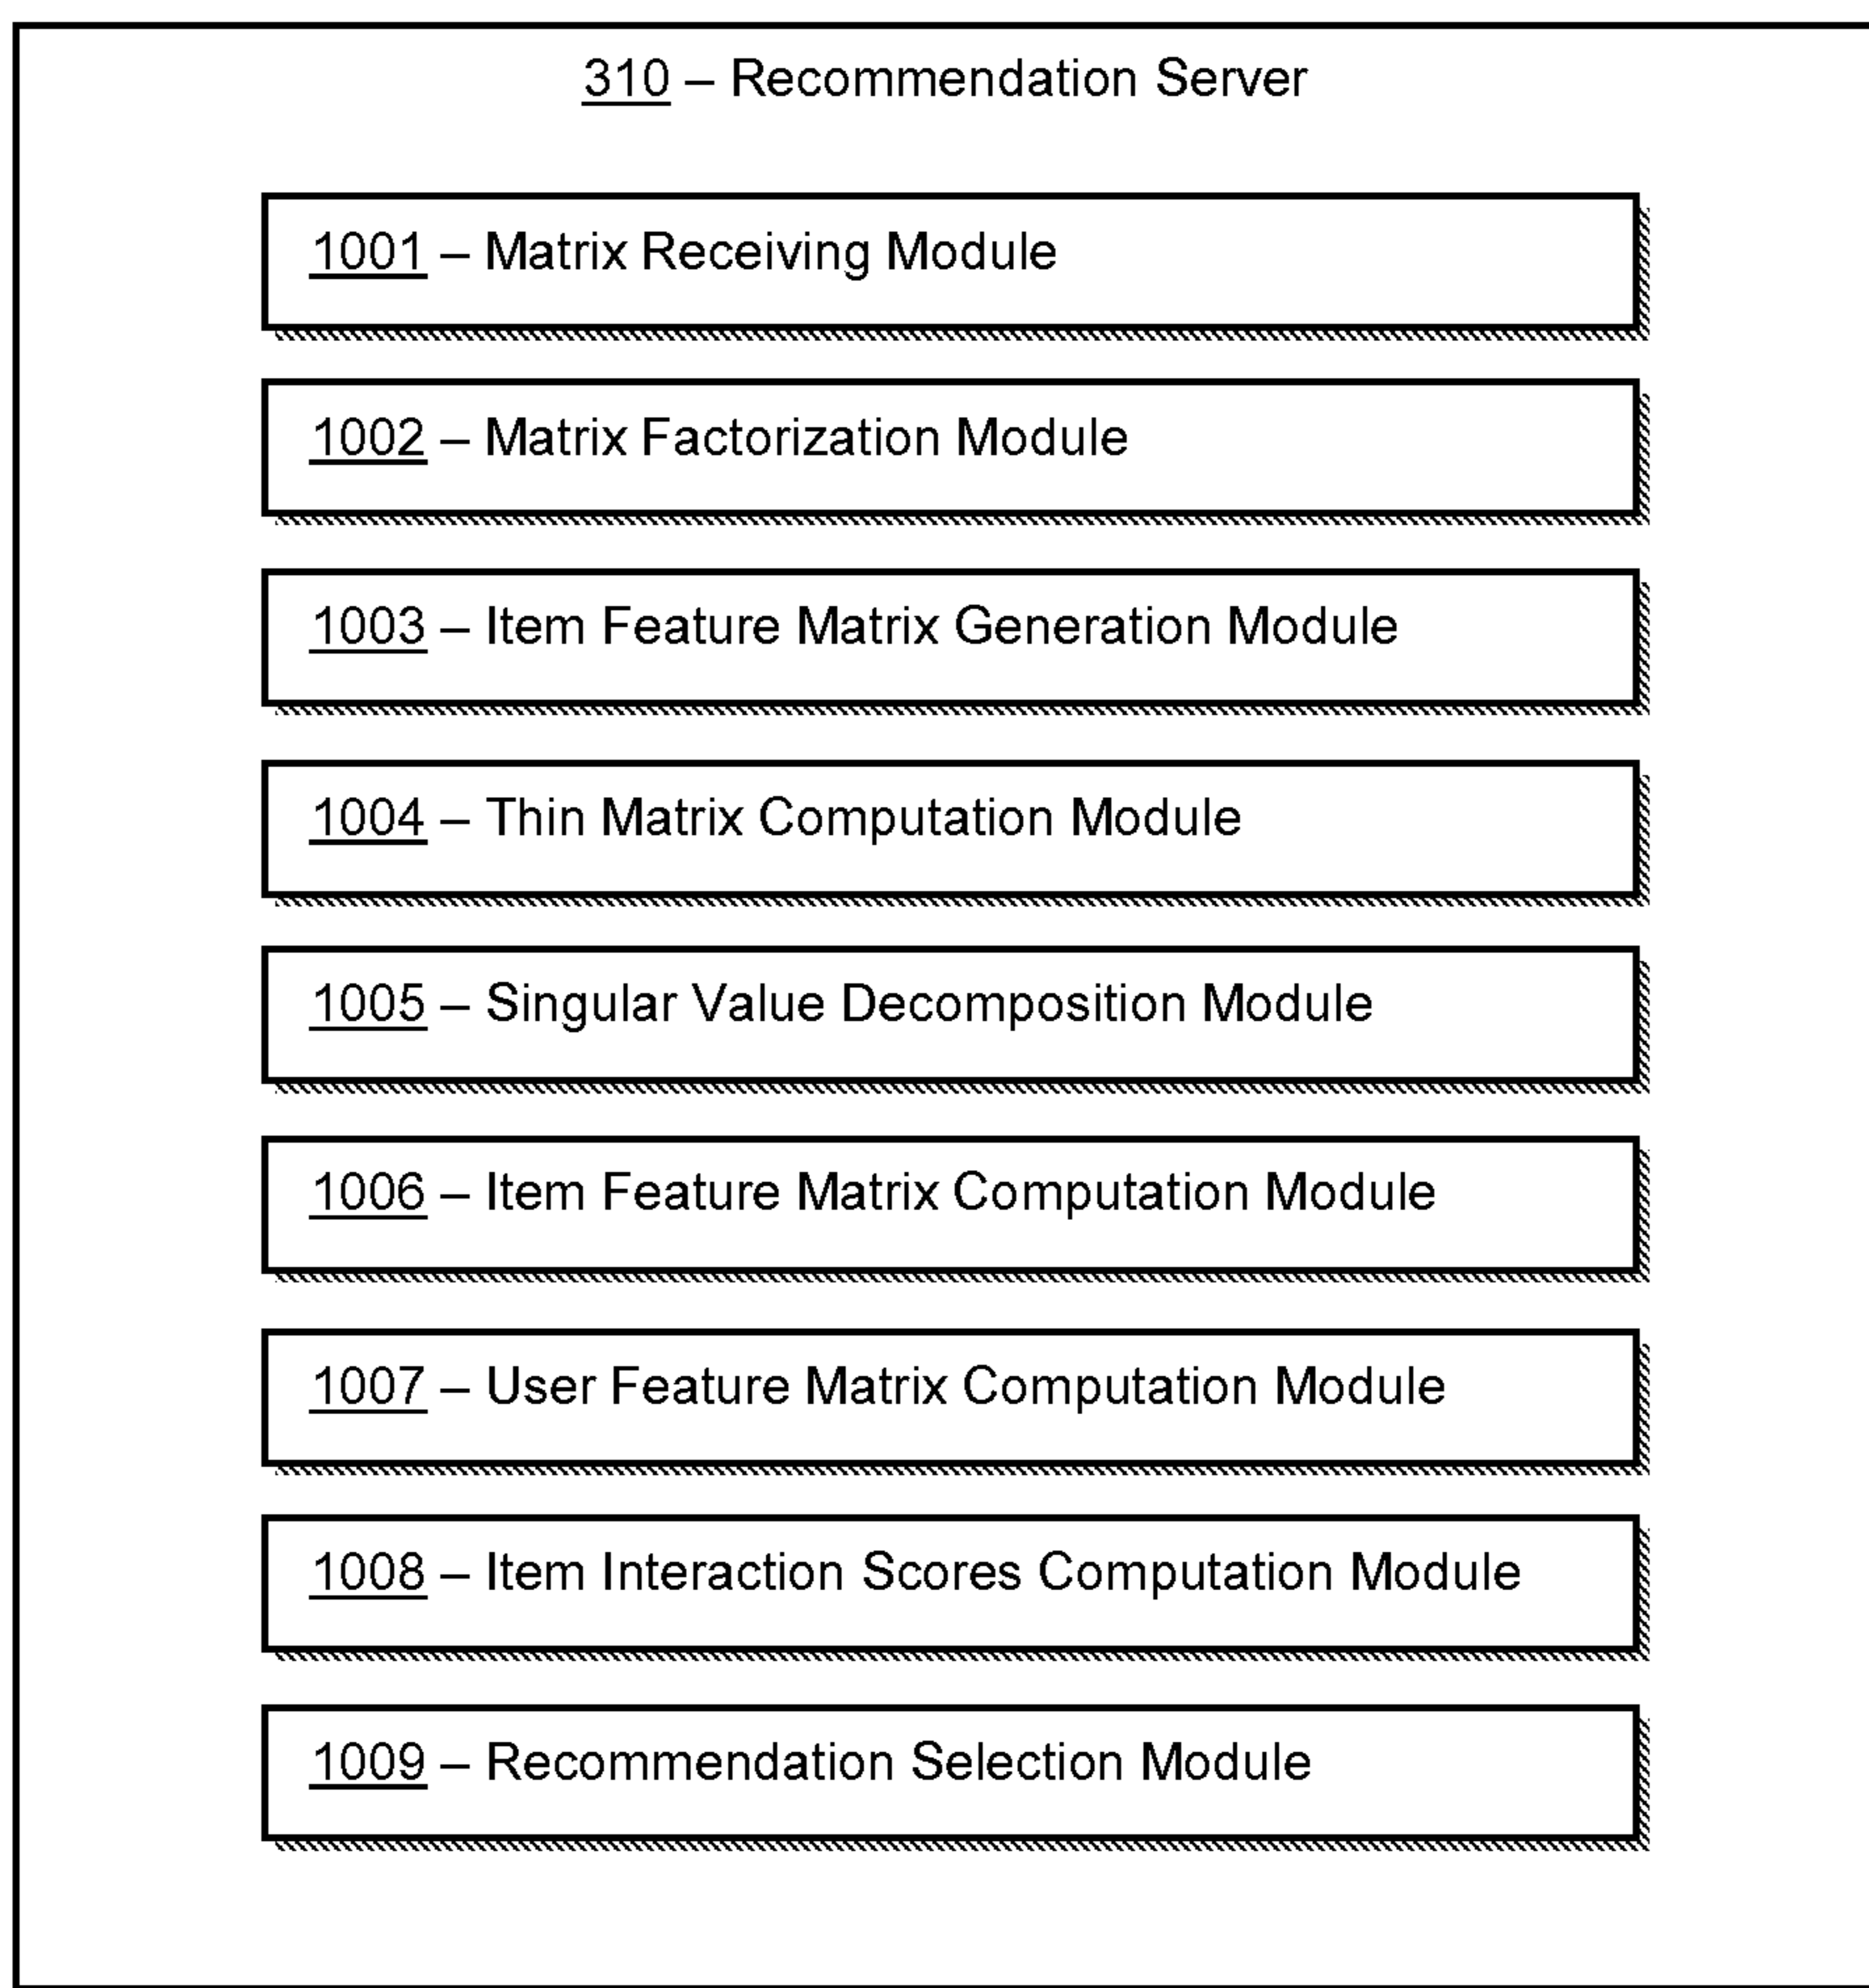 310 – Recommendation Server
1001 – Matrix Receiving Module
1002 – Matrix Factorization Module
1003 – Item Feature Matrix Generation Module
1004 – Thin Matrix Computation Module
1005 – Singular Value Decomposition Module
1006 – Item Feature Matrix Computation Module
1007 – User Feature Matrix Computation Module
1008 – Item Interaction Scores Computation Module
1009 – Recommendation Selection Module